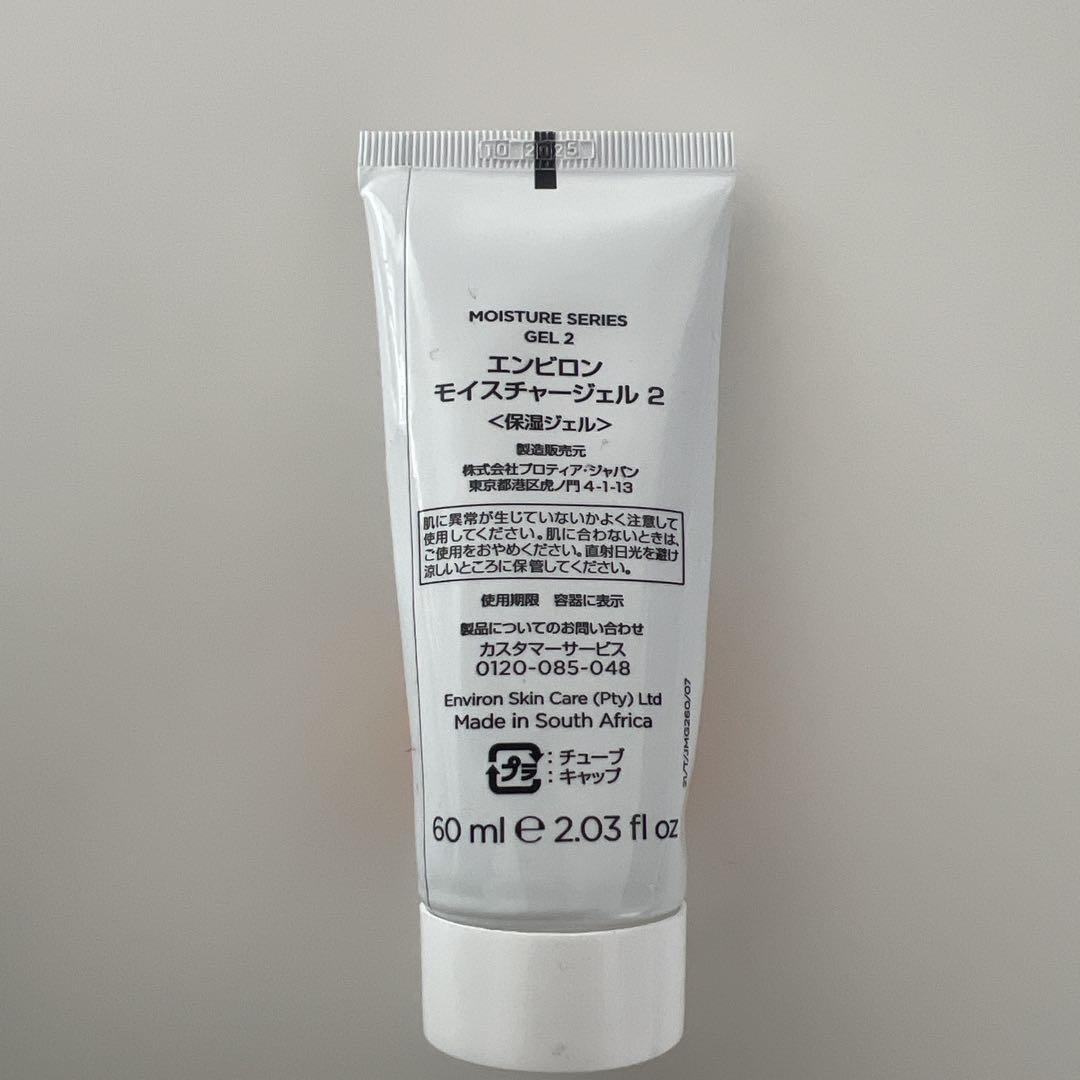 10 2025
MOISTURE SERIES
GEL 2
エンビロン
モイスチャージェル 2
<保湿ジェル>
製造販売元
株式会社プロティア・ジャパン
東京都港区虎ノ門4-1-13
肌に異常が生じていないかよく注意して
使用してください。肌に合わないときは、
ご使用をおやめください。直射日光を避け
涼しいところに保管してください。
使用期限 容器に表示
製品についてのお問い合わせ
カスタマーサービス
0120-085-048
Environ Skin Care (Pty) Ltd
Made in South Africa
プラ
:チューブ
:キャップ
60 ml e 2.03 fl oz